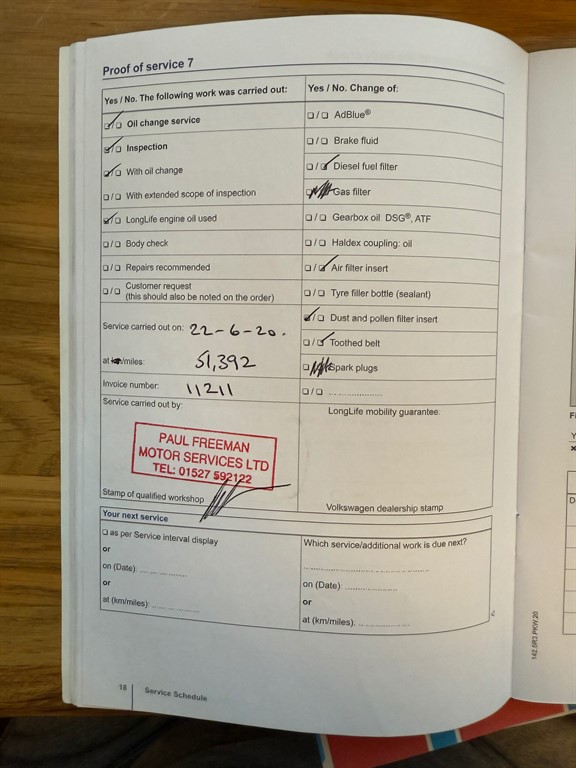 Proof of service 7
Yes / No. The following work was carried out:
☑/☐ Oil change service
☑/☐ Inspection
☑/☐ With oil change
☐/☐ With extended scope of inspection
☑/☐ LongLife engine oil used
☐/☐ Body check
☐/☐ Repairs recommended
☐/☐ Customer request
(this should also be noted on the order)
Service carried out on: 22-6-20.
at km/miles: 51,392
Invoice number: 11211
Service carried out by:
PAUL FREEMAN
MOTOR SERVICES LTD
TEL: 01527 592122
Stamp of qualified workshop
Yes / No. Change of:
☐/☐ AdBlue®
☐/☐ Brake fluid
☐/☑ Diesel fuel filter
Gas filter
☐/☐ Gearbox oil DSG®, ATF
☐/☐ Haldex coupling: oil
☐/☑ Air filter insert
☐/☐ Tyre filler bottle (sealant)
☑/☐ Dust and pollen filter insert
☐/☑ Toothed belt
Spark plugs
☐/☐ ....................
LongLife mobility guarantee:
Volkswagen dealership stamp
Your next service
☐ as per Service interval display
or
on (Date): ....................
or
at (km/miles): ....................
Which service/additional work is due next?
on (Date): ....................
or
at (km/miles): ....................
18 Service Schedule
142.5R3.PKW.20